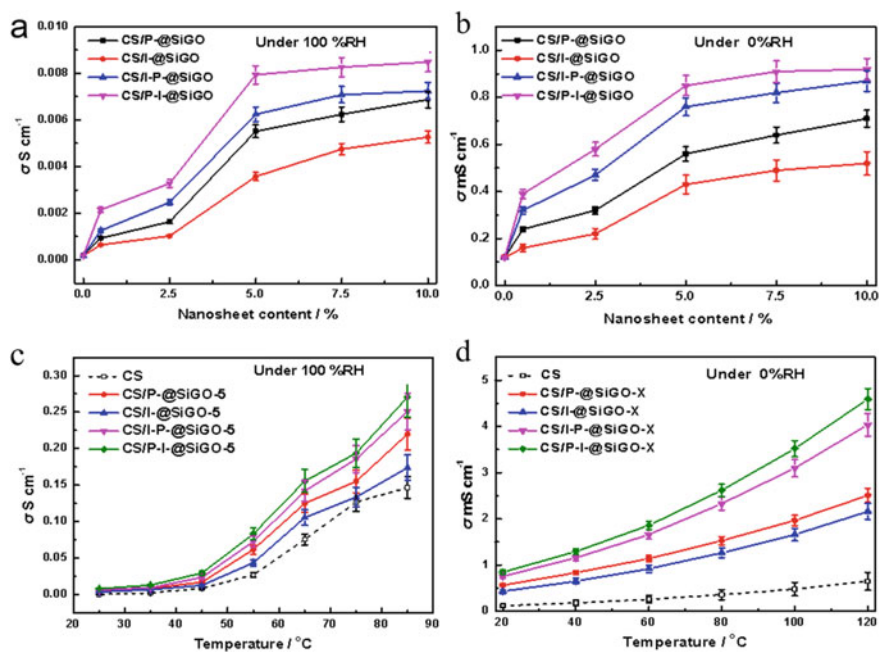 a
Under 100 %RH
CS/P-@SiGO
CS/I-@SiGO
CS/I-P-@SiGO
CS/P-I-@SiGO
σ S cm⁻¹
0.010
0.008
0.006
0.004
0.002
0.000
0.0 2.5 5.0 7.5 10.0
Nanosheet content / %
b
Under 0%RH
CS/P-@SiGO
CS/I-@SiGO
CS/I-P-@SiGO
CS/P-I-@SiGO
σ mS cm⁻¹
1.0
0.8
0.6
0.4
0.2
0.0
0.0 2.5 5.0 7.5 10.0
Nanosheet content / %
c
Under 100 %RH
CS
CS/P-@SiGO-5
CS/I-@SiGO-5
CS/I-P-@SiGO-5
CS/P-I-@SiGO-5
σ S cm⁻¹
0.30
0.25
0.20
0.15
0.10
0.05
0.00
20 30 40 50 60 70 80 90
Temperature / °C
d
Under 0%RH
CS
CS/P-@SiGO-X
CS/I-@SiGO-X
CS/I-P-@SiGO-X
CS/P-I-@SiGO-X
σ mS cm⁻¹
5
4
3
2
1
0
20 40 60 80 100 120
Temperature / °C